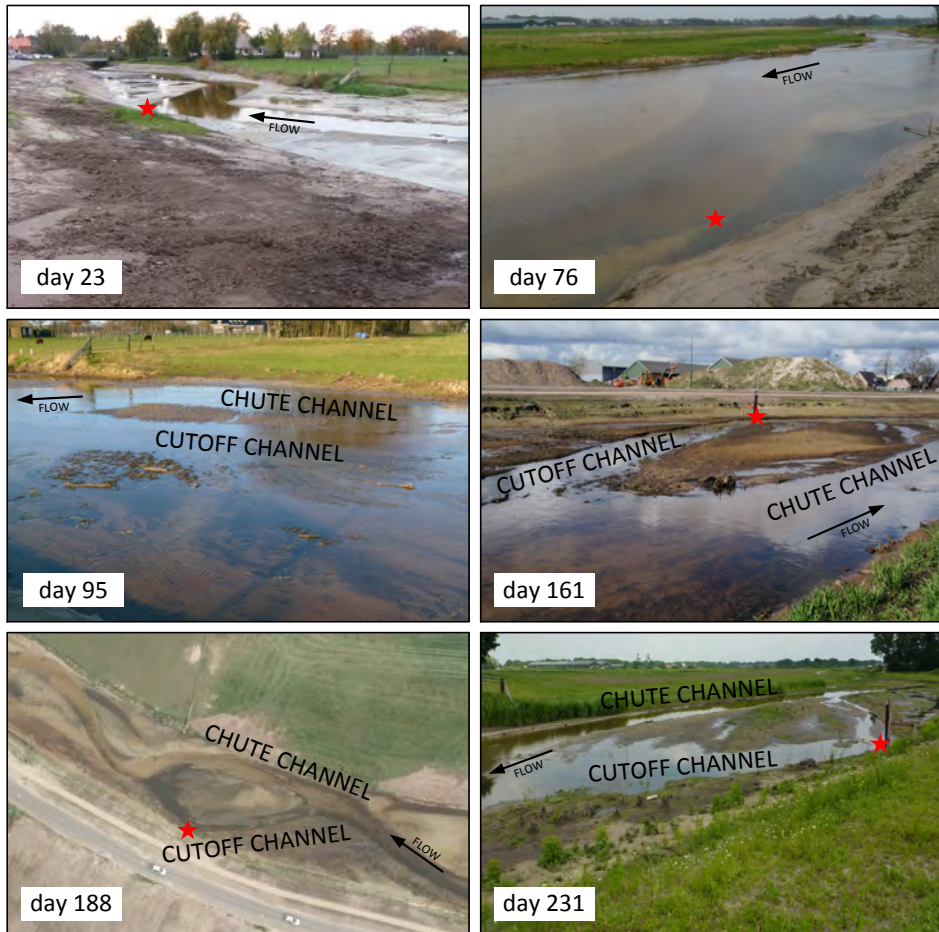 FLOW
day 23
FLOW
day 76
CHUTE CHANNEL
FLOW
CUTOFF CHANNEL
day 95
CUTOFF CHANNEL
CHUTE CHANNEL
FLOW
day 161
CHUTE CHANNEL
CUTOFF CHANNEL
FLOW
day 188
CHUTE CHANNEL
FLOW
CUTOFF CHANNEL
day 231